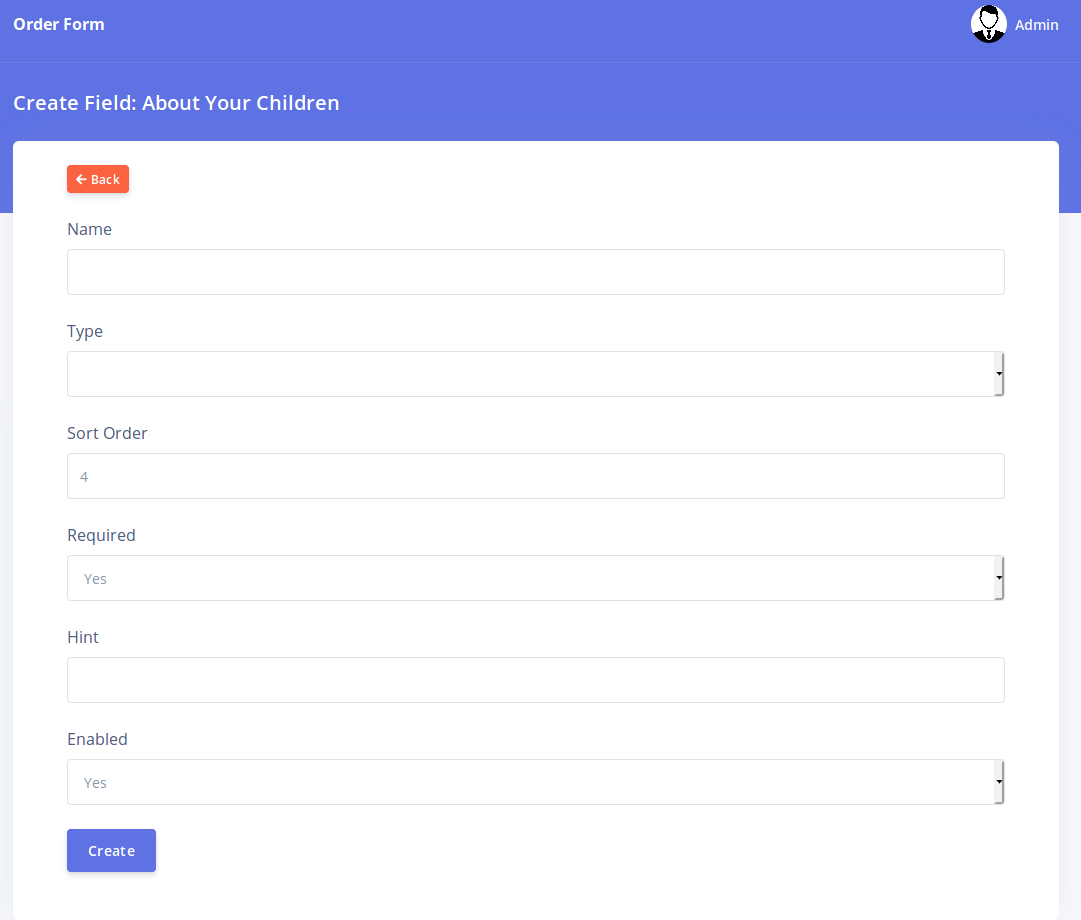 Order Form
Admin
Create Field: About Your Children
Back
Name
Type
Sort Order
4
Required
Yes
Hint
Enabled
Yes
Create